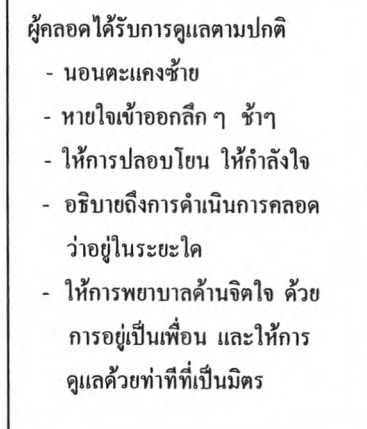 ผู้คลอดได้รับการดูแลตามปกติ
- นอนตะแคงซ้าย
- หายใจเข้าออกลึก ๆ ช้าๆ
- ให้การปลอบโยน ให้กำลังใจ
- อธิบายถึงการดำเนินการคลอด
ว่าอยู่ในระยะใด
- ให้การพยาบาลด้านจิตใจ ด้วย
การอยู่เป็นเพื่อน และให้การ
ดูแลด้วยท่าทีที่เป็นมิตร